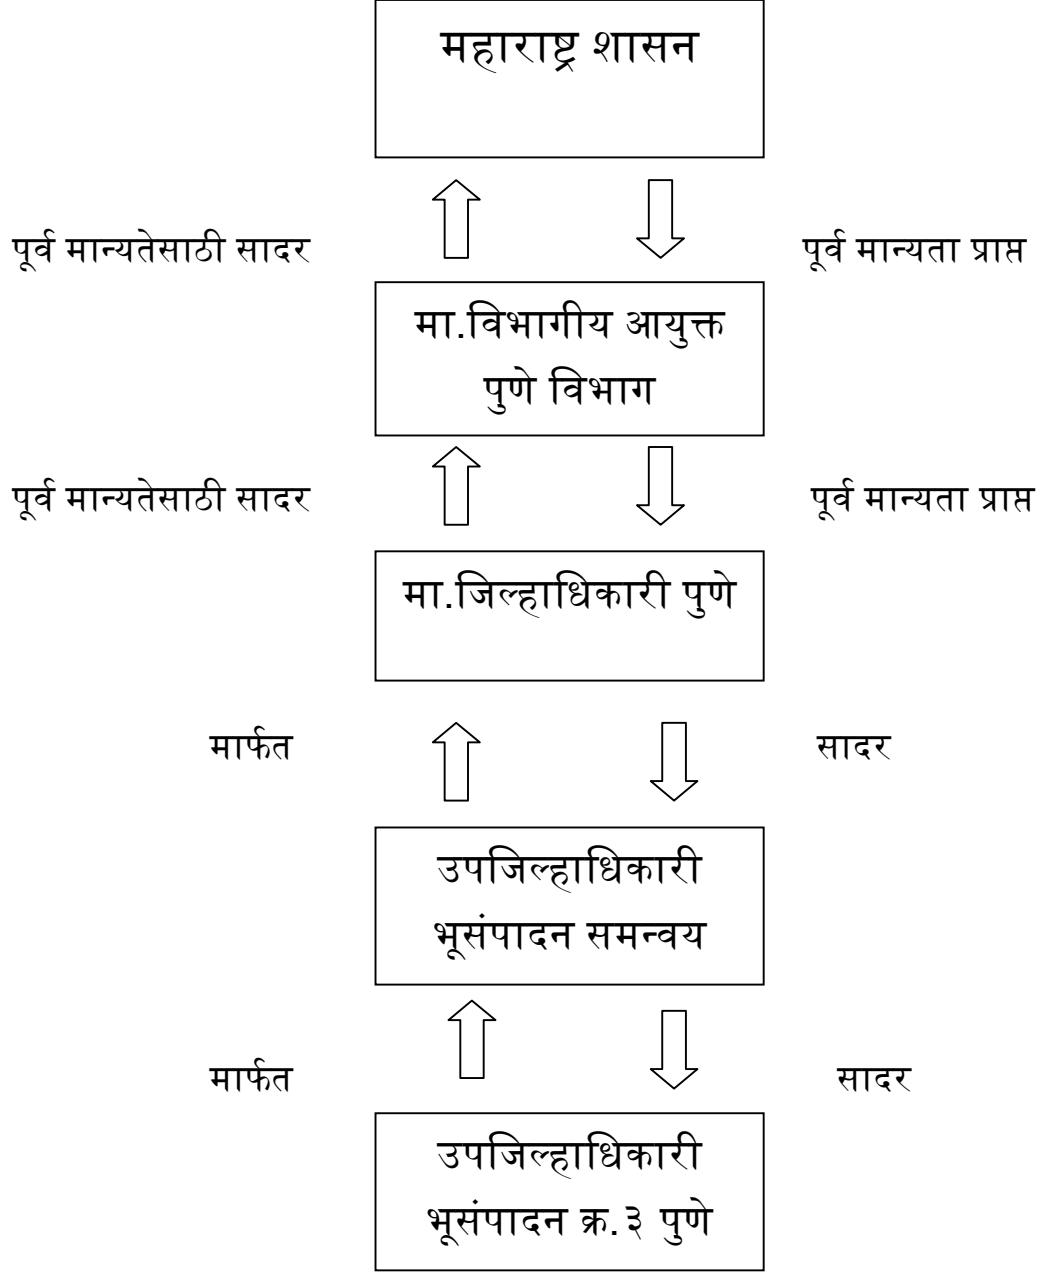 महाराष्ट्र शासन
पूर्व मान्यतेसाठी सादर
पूर्व मान्यता प्राप्त
मा.विभागीय आयुक्त
पुणे विभाग
पूर्व मान्यतेसाठी सादर
पूर्व मान्यता प्राप्त
मा.जिल्हाधिकारी पुणे
मार्फत
सादर
उपजिल्हाधिकारी
भूसंपादन समन्वय
मार्फत
सादर
उपजिल्हाधिकारी
भूसंपादन क्र.३ पुणे